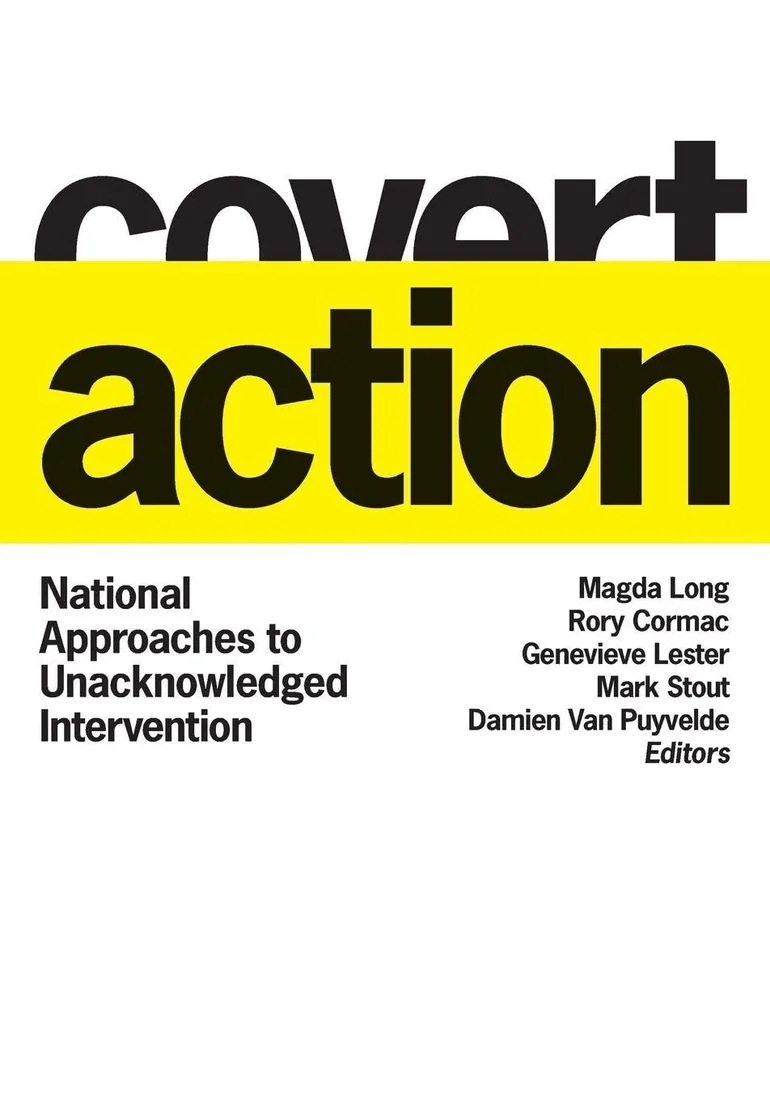 covert
action
National
Approaches to
Unacknowledged
Intervention
Magda Long
Rory Cormac
Genevieve Lester
Mark Stout
Damien Van Puyvelde
Editors